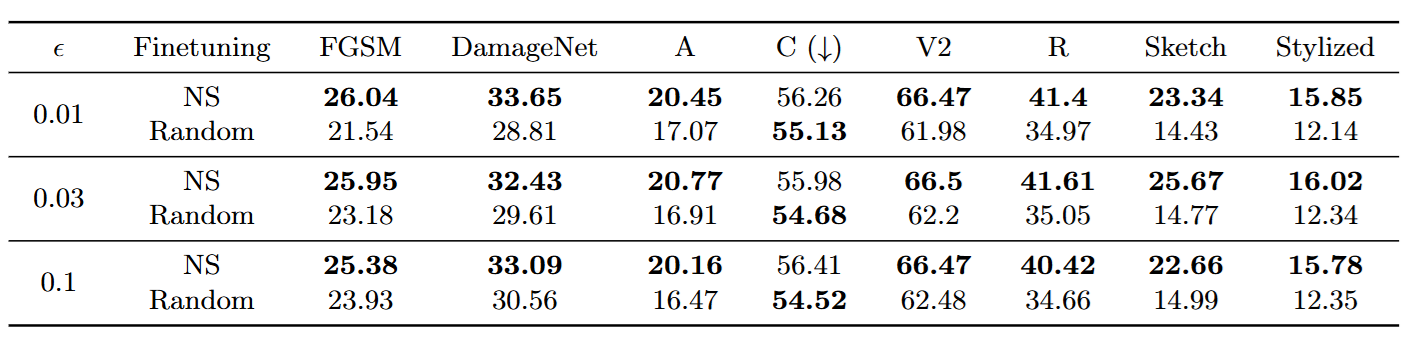 ϵ Finetuning FGSM DamageNet A C (↓) V2 R Sketch Stylized
0.01 NS 26.04 33.65 20.45 56.26 66.47 41.4 23.34 15.85
Random 21.54 28.81 17.07 55.13 61.98 34.97 14.43 12.14
0.03 NS 25.95 32.43 20.77 55.98 66.5 41.61 25.67 16.02
Random 23.18 29.61 16.91 54.68 62.2 35.05 14.77 12.34
0.1 NS 25.38 33.09 20.16 56.41 66.47 40.42 22.66 15.78
Random 23.93 30.56 16.47 54.52 62.48 34.66 14.99 12.35